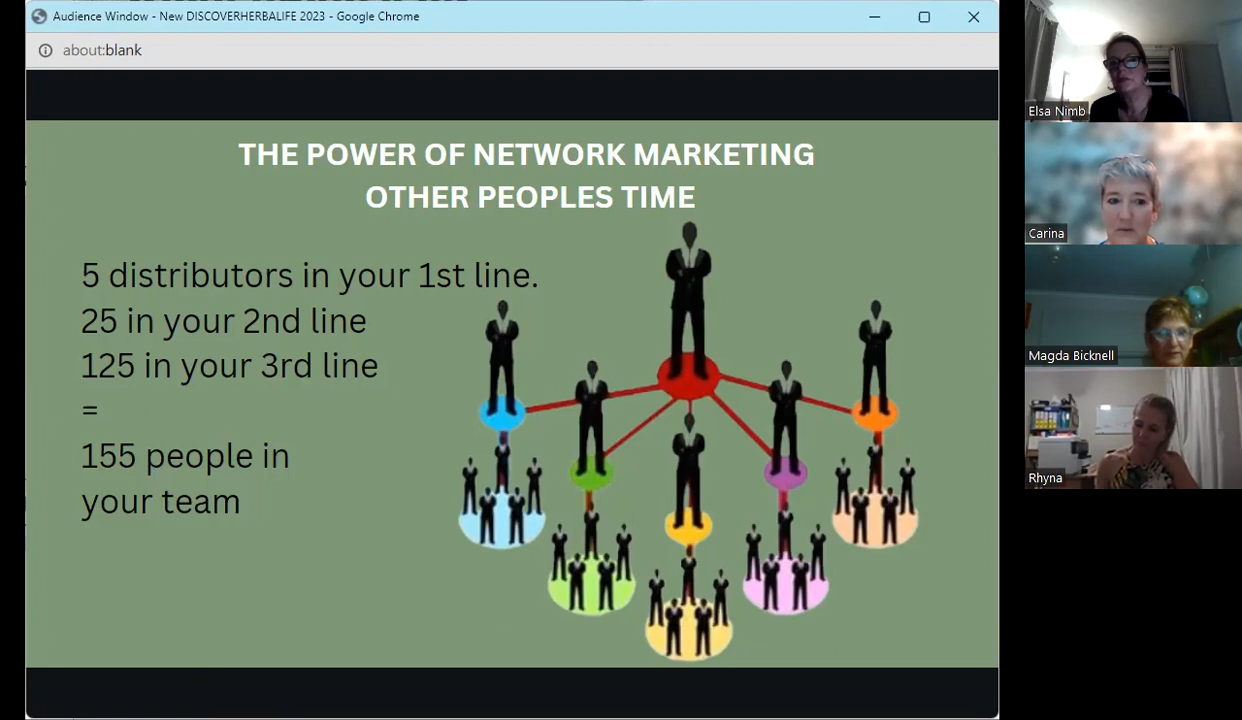 Audience Window - New DISCOVERHERBALIFE 2023 - Google Chrome
about:blank
THE POWER OF NETWORK MARKETING
OTHER PEOPLES TIME
5 distributors in your 1st line.
25 in your 2nd line
125 in your 3rd line
=
155 people in
your team
Elsa Nimb
Carina
Magda Bicknell
Rhyna